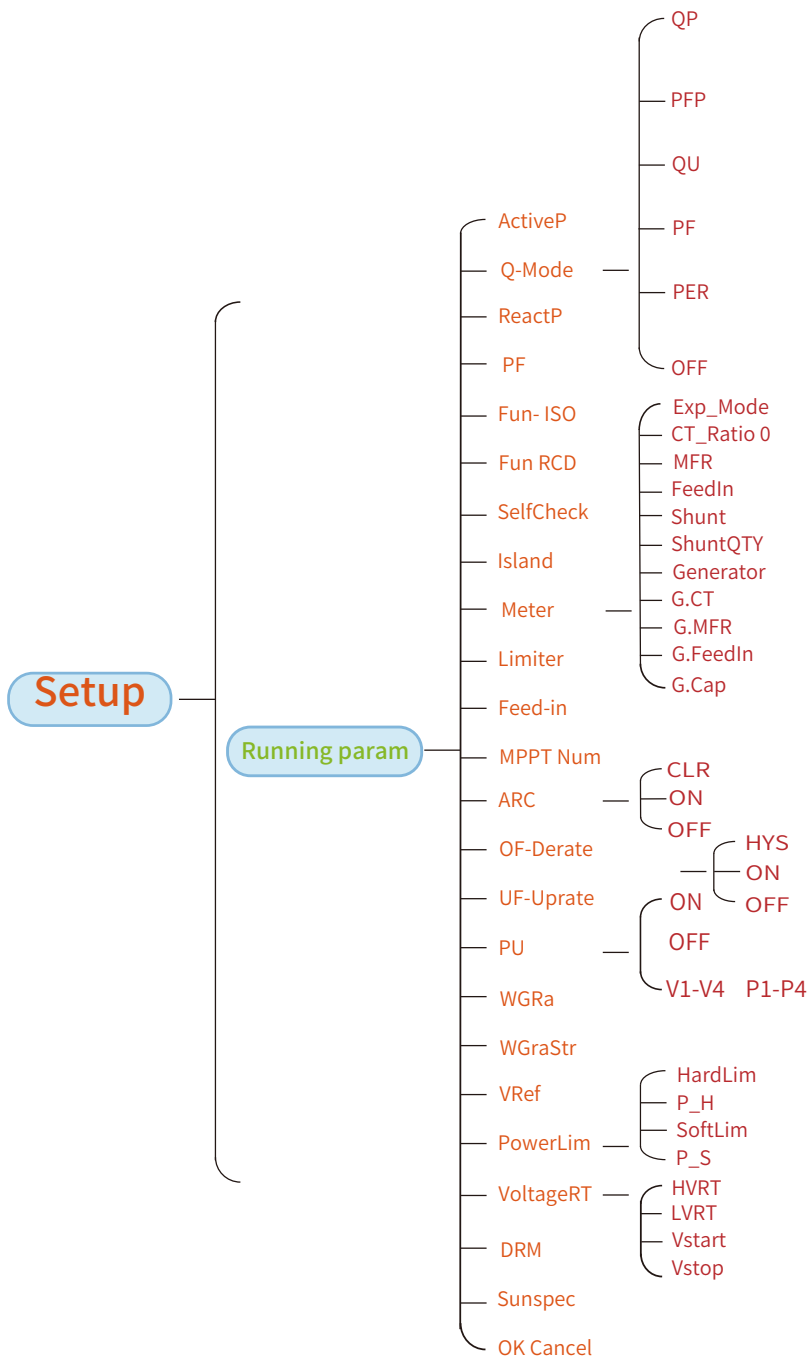 Setup
Running param
ActiveP
Q-Mode
QP
PFP
QU
PF
PER
OFF
ReactP
PF
Fun- ISO
Fun RCD
SelfCheck
Island
Meter
Exp_Mode
CT_Ratio 0
MFR
FeedIn
Shunt
ShuntQTY
Generator
G.CT
G.MFR
G.FeedIn
G.Cap
Limiter
Feed-in
MPPT Num
ARC
CLR
ON
OFF
OF-Derate
HYS
ON
OFF
UF-Uprate
PU
ON
OFF
V1-V4 P1-P4
WGRa
WGraStr
VRef
PowerLim
HardLim
P_H
SoftLim
P_S
VoltageRT
HVRT
LVRT
Vstart
Vstop
DRM
Sunspec
OK Cancel